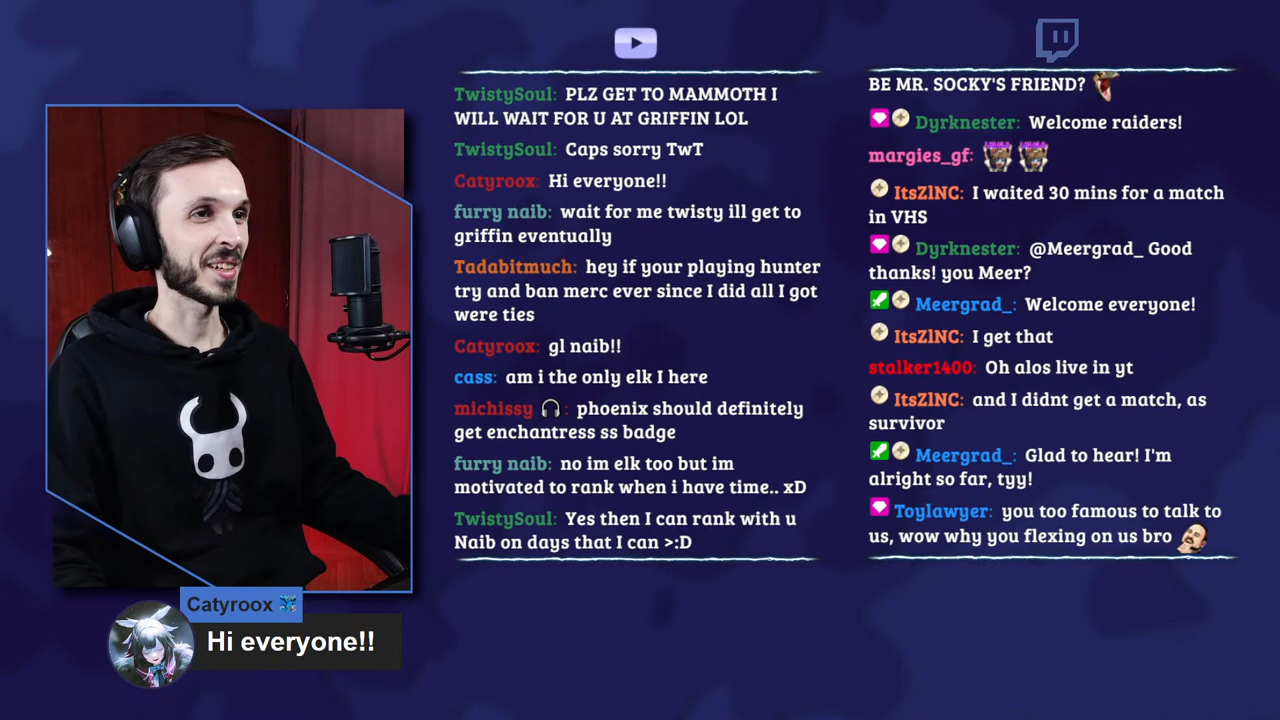 TwistySoul: PLZ GET TO MAMMOTH I
WILL WAIT FOR U AT GRIFFIN LOL
TwistySoul: Caps sorry TwT
Catyroox: Hi everyone!!
furry naib: wait for me twisty ill get to
griffin eventually
Tadabitmuch: hey if your playing hunter
try and ban merc ever since I did all I got
were ties
Catyroox: gl naib!!
cass: am i the only elk I here
michissy : phoenix should definitely
get enchantress ss badge
furry naib: no im elk too but im
motivated to rank when i have time.. xD
TwistySoul: Yes then I can rank with u
Naib on days that I can >:D
BE MR. SOCKY'S FRIEND?
Dyrknester: Welcome raiders!
margies_gf:
ItsZlNC: I waited 30 mins for a match
in VHS
Dyrknester: @Meergrad_ Good
thanks! you Meer?
Meergrad_: Welcome everyone!
ItsZlNC: I get that
stalker1400: Oh alos live in yt
ItsZlNC: and I didnt get a match, as
survivor
Meergrad_: Glad to hear! I'm
alright so far, tyy!
Toylawyer: you too famous to talk to
us, wow why you flexing on us bro
Catyroox
Hi everyone!!